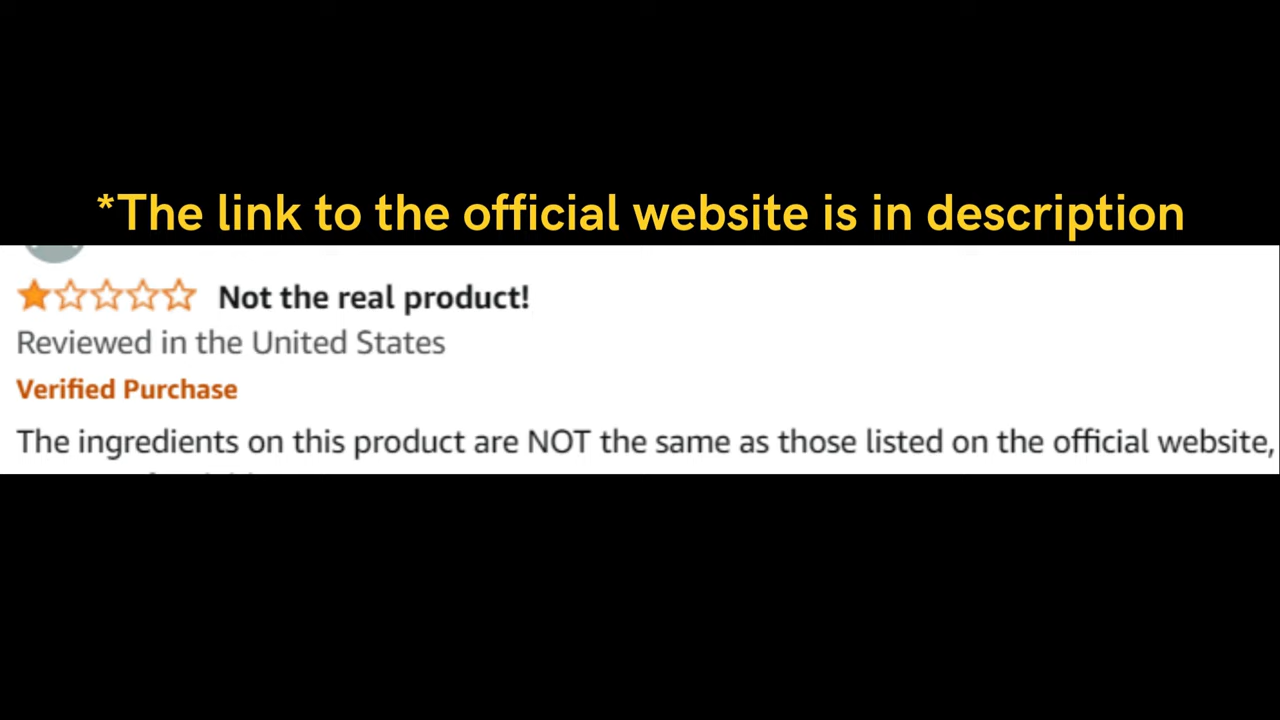 *The link to the official website is in description
Not the real product!
Reviewed in the United States
Verified Purchase
The ingredients on this product are NOT the same as those listed on the official website,